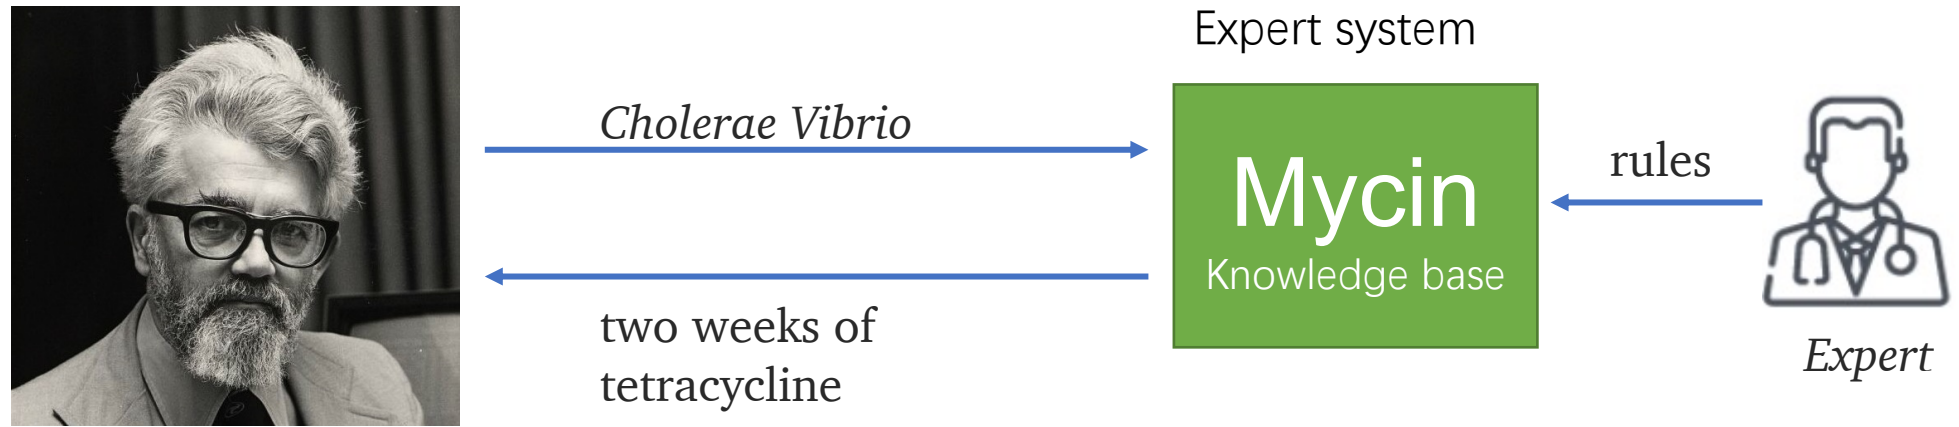 Expert system
Cholerae Vibrio
Mycin
Knowledge base
rules
two weeks of
tetracycline
Expert